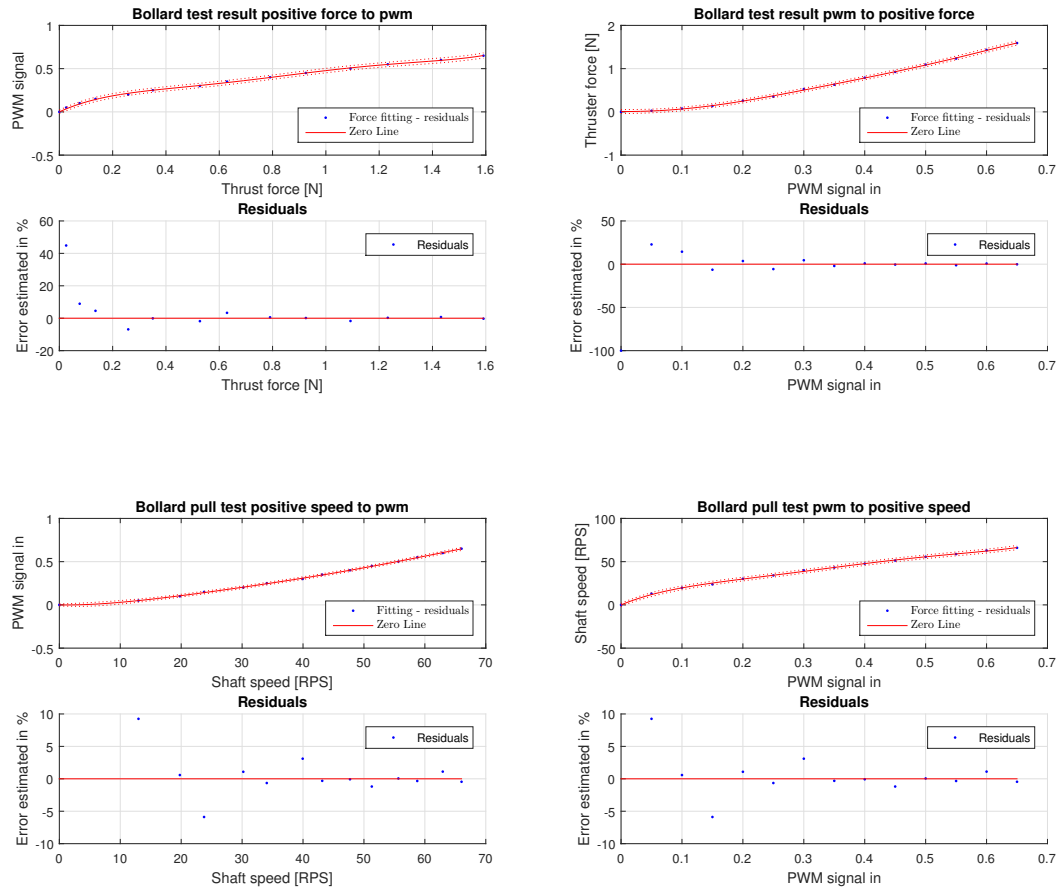 Bollard test result positive force to pwm
PWM signal
1
0.5
0
-0.5
Force fitting - residuals
Zero Line
0 0.2 0.4 0.6 0.8 1 1.2 1.4 1.6
Thrust force [N]
Residuals
Error estimated in %
60
40
20
0
-20
Residuals
0 0.2 0.4 0.6 0.8 1 1.2 1.4 1.6
Thrust force [N]
Bollard test result pwm to positive force
Thruster force [N]
2
1
0
-1
Force fitting - residuals
Zero Line
0 0.1 0.2 0.3 0.4 0.5 0.6 0.7
PWM signal in
Residuals
Error estimated in %
50
0
-50
-100
Residuals
0 0.1 0.2 0.3 0.4 0.5 0.6 0.7
PWM signal in
Bollard pull test positive speed to pwm
PWM signal in
1
0.5
0
-0.5
Fitting - residuals
Zero Line
0 10 20 30 40 50 60 70
Shaft speed [RPS]
Residuals
Error estimated in %
10
5
0
-5
-10
Residuals
0 10 20 30 40 50 60 70
Shaft speed [RPS]
Bollard pull test pwm to positive speed
Shaft speed [RPS]
100
50
0
-50
Force fitting - residuals
Zero Line
0 0.1 0.2 0.3 0.4 0.5 0.6 0.7
PWM signal in
Residuals
Error estimated in %
10
5
0
-5
-10
Residuals
0 0.1 0.2 0.3 0.4 0.5 0.6 0.7
PWM signal in